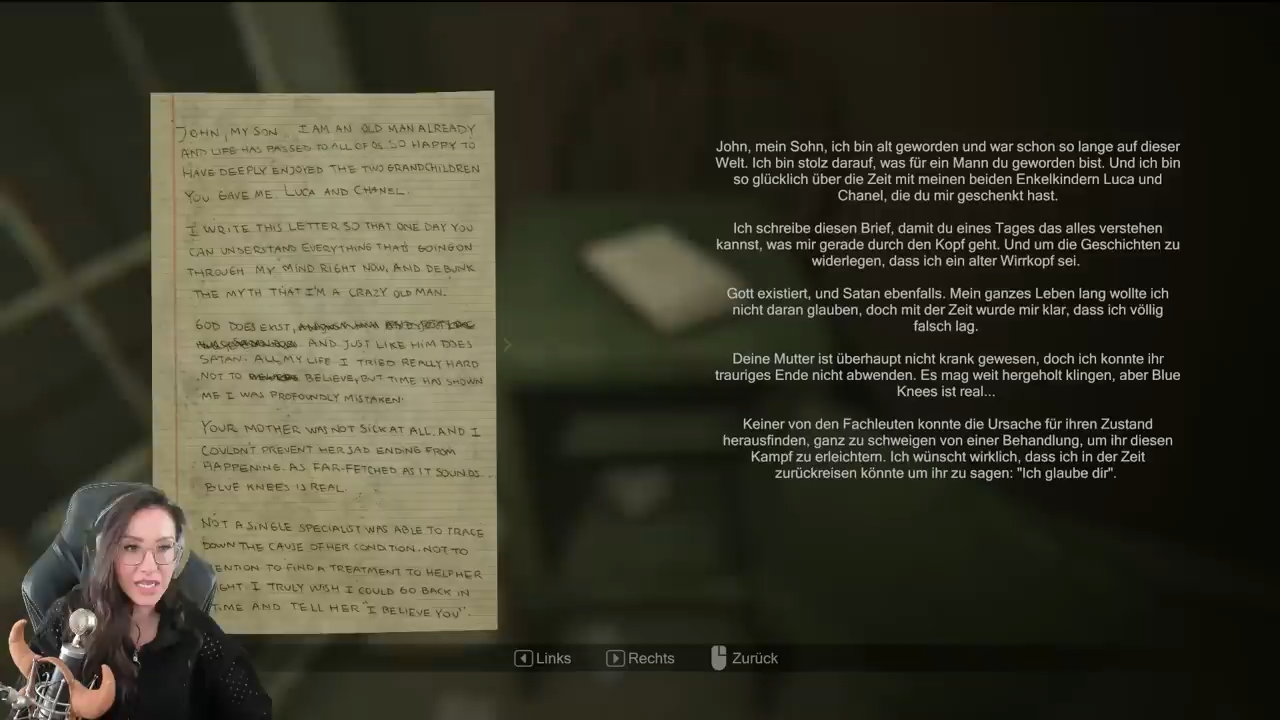 JOHN, MY SON. I AM AN OLD MAN ALREADY
AND LIFE HAS PASSED TO ALL OF US. SO HAPPY TO
HAVE DEEPLY ENJOYED THE TWO GRANDCHILDREN
YOU GAVE ME. LUCA AND CHANEL.
I WRITE THIS LETTER SO THAT ONE DAY YOU
CAN UNDERSTAND EVERYTHING THAT'S GOING ON
THROUGH MY MIND RIGHT NOW, AND DEBUNK
THE MYTH THAT I'M A CRAZY OLD MAN.
GOD DOES EXIST,
AND JUST LIKE HIM DOES
SATAN. ALL MY LIFE I TRIED REALLY HARD
NOT TO BELIEVE, BUT TIME HAS SHOWN
ME I WAS PROFOUNDLY MISTAKEN.
YOUR MOTHER WAS NOT SICK AT ALL. AND I
COULDN'T PREVENT HER SAD ENDING FROM
HAPPENING. AS FAR-FETCHED AS IT SOUNDS
BLUE KNEES IS REAL.
NOT A SINGLE SPECIALIST WAS ABLE TO TRACE
DOWN THE CAUSE OF HER CONDITION. NOT TO
ENTION TO FIND A TREATMENT TO HELP HER
GHT. I TRULY WISH I COULD GO BACK IN
TIME AND TELL HER "I BELIEVE YOU".
John, mein Sohn, ich bin alt geworden und war schon so lange auf dieser
Welt. Ich bin stolz darauf, was für ein Mann du geworden bist. Und ich bin
so glücklich über die Zeit mit meinen beiden Enkelkindern Luca und
Chanel, die du mir geschenkt hast.
Ich schreibe diesen Brief, damit du eines Tages das alles verstehen
kannst, was mir gerade durch den Kopf geht. Und um die Geschichten zu
widerlegen, dass ich ein alter Wirrkopf sei.
Gott existiert, und Satan ebenfalls. Mein ganzes Leben lang wollte ich
nicht daran glauben, doch mit der Zeit wurde mir klar, dass ich völlig
falsch lag.
Deine Mutter ist überhaupt nicht krank gewesen, doch ich konnte ihr
trauriges Ende nicht abwenden. Es mag weit hergeholt klingen, aber Blue
Knees ist real...
Keiner von den Fachleuten konnte die Ursache für ihren Zustand
herausfinden, ganz zu schweigen von einer Behandlung, um ihr diesen
Kampf zu erleichtern. Ich wünscht wirklich, dass ich in der Zeit
zurückreisen könnte um ihr zu sagen: "Ich glaube dir".
Links Rechts Zurück